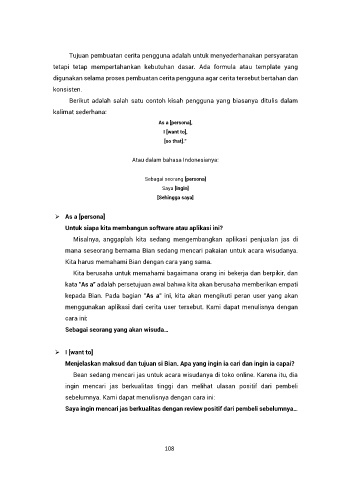 Tujuan pembuatan cerita pengguna adalah untuk menyederhanakan persyaratan
tetapi tetap mempertahankan kebutuhan dasar. Ada formula atau template yang
digunakan selama proses pembuatan cerita pengguna agar cerita tersebut bertahan dan
konsisten.
Berikut adalah salah satu contoh kisah pengguna yang biasanya ditulis dalam
kalimat sederhana:
As a [persona],
I [want to],
[so that]."
Atau dalam bahasa Indonesianya:
Sebagai seorang [persona]
Saya [ingin]
[Sehingga saya]
➢ As a [persona]
Untuk siapa kita membangun software atau aplikasi ini?
Misalnya, anggaplah kita sedang mengembangkan aplikasi penjualan jas di
mana seseorang bernama Bian sedang mencari pakaian untuk acara wisudanya.
Kita harus memahami Bian dengan cara yang sama.
Kita berusaha untuk memahami bagaimana orang ini bekerja dan berpikir, dan
kata "As a" adalah persetujuan awal bahwa kita akan berusaha memberikan empati
kepada Bian. Pada bagian "As a" ini, kita akan mengikuti peran user yang akan
menggunakan aplikasi dari cerita user tersebut. Kami dapat menulisnya dengan
cara ini:
Sebagai seorang yang akan wisuda…
➢ I [want to]
Menjelaskan maksud dan tujuan si Bian. Apa yang ingin ia cari dan ingin ia capai?
Bean sedang mencari jas untuk acara wisudanya di toko online. Karena itu, dia
ingin mencari jas berkualitas tinggi dan melihat ulasan positif dari pembeli
sebelumnya. Kami dapat menulisnya dengan cara ini:
Saya ingin mencari jas berkualitas dengan review positif dari pembeli sebelumnya…
108